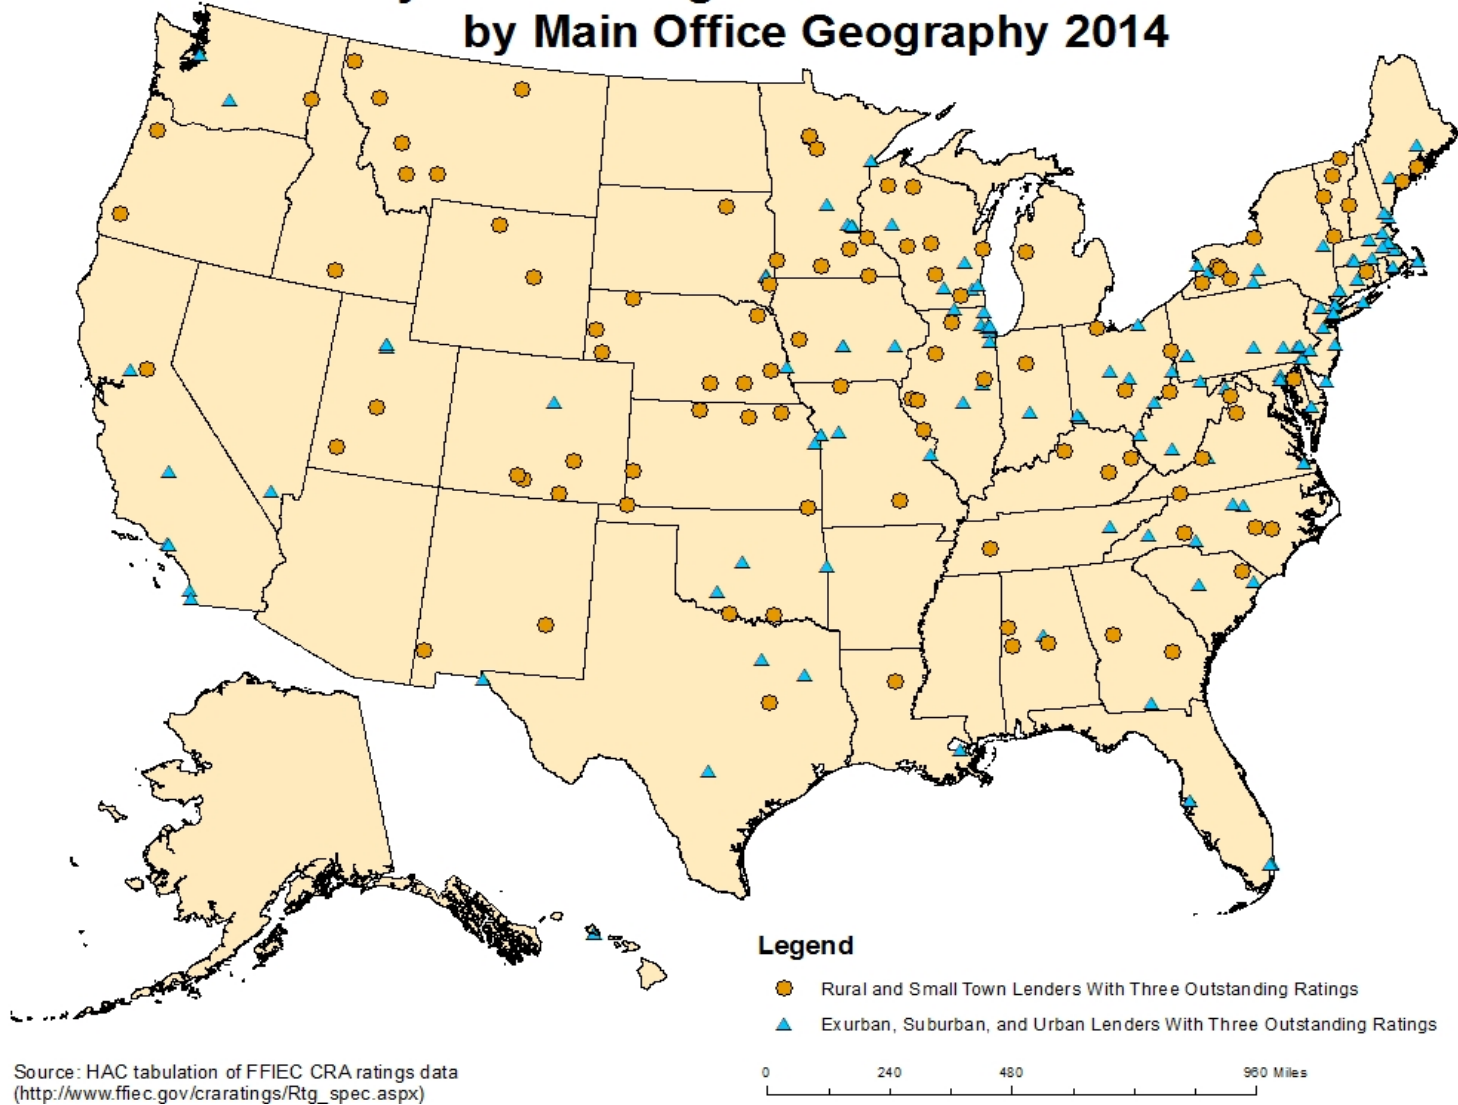 by Main Office Geography 2014
Legend
Rural and Small Town Lenders With Three Outstanding Ratings
Exurban, Suburban, and Urban Lenders With Three Outstanding Ratings
Source: HAC tabulation of FFIEC CRA ratings data
(http://www.ffiec.gov/craratings/Rtg_spec.aspx)
0 240 480 960 Miles